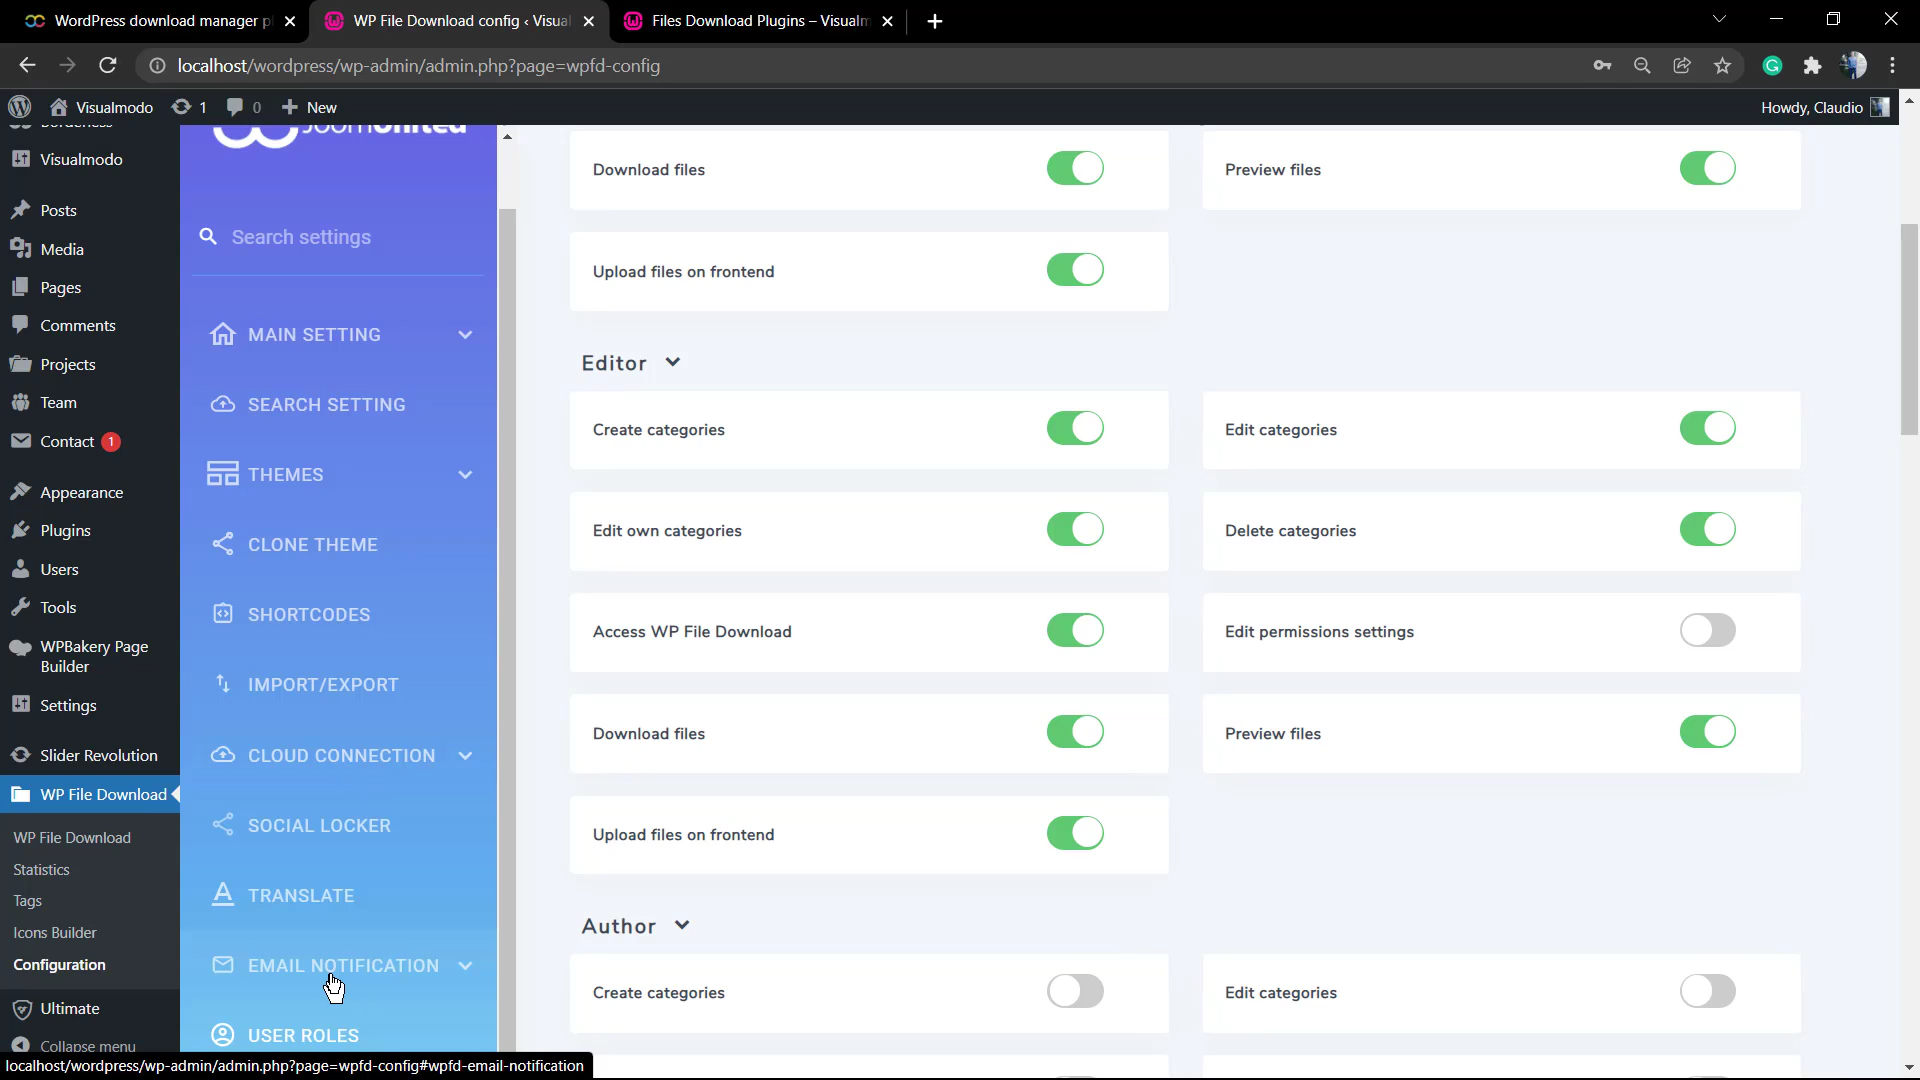 WordPress download manager p
WP File Download config ‹ Visual
Files Download Plugins – Visualm
localhost/wordpress/wp-admin/admin.php?page=wpfd-config
Visualmodo
1
0
New
Howdy, Claudio
Borderless
Visualmodo
Posts
Media
Pages
Comments
Projects
Team
Contact 1
Appearance
Plugins
Users
Tools
WPBakery Page
Builder
Settings
Slider Revolution
WP File Download
WP File Download
Statistics
Tags
Icons Builder
Configuration
Ultimate
Collapse menu
JoomUnited
Search settings
MAIN SETTING
SEARCH SETTING
THEMES
CLONE THEME
SHORTCODES
IMPORT/EXPORT
CLOUD CONNECTION
SOCIAL LOCKER
TRANSLATE
EMAIL NOTIFICATION
USER ROLES
Download files
Preview files
Upload files on frontend
Editor
Create categories
Edit categories
Edit own categories
Delete categories
Access WP File Download
Edit permissions settings
Download files
Preview files
Upload files on frontend
Author
Create categories
Edit categories
localhost/wordpress/wp-admin/admin.php?page=wpfd-config#wpfd-email-notification